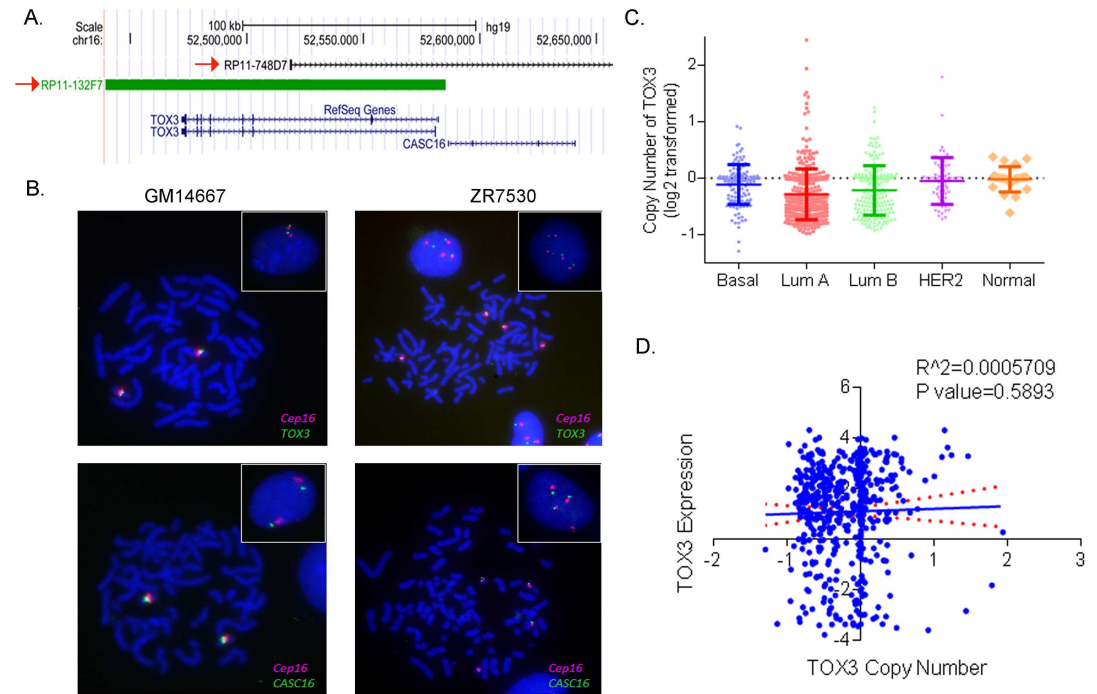 A.
Scale
100 kb
hg19
chr16:
52,500,000
52,550,000
52,600,000
52,650,000
RP11-748D7
RP11-132F7
RefSeq Genes
TOX3
TOX3
CASC16
B.
GM14667
ZR7530
Cep16
TOX3
Cep16
TOX3
Cep16
CASC16
Cep16
CASC16
C.
Copy Number of TOX3
(log2 transformed)
2
1
0
-1
Basal
Lum A
Lum B
HER2
Normal
D.
R^2=0.0005709
P value=0.5893
TOX3 Expression
6
4
2
-2
-4
-2
-1
0
1
2
3
TOX3 Copy Number